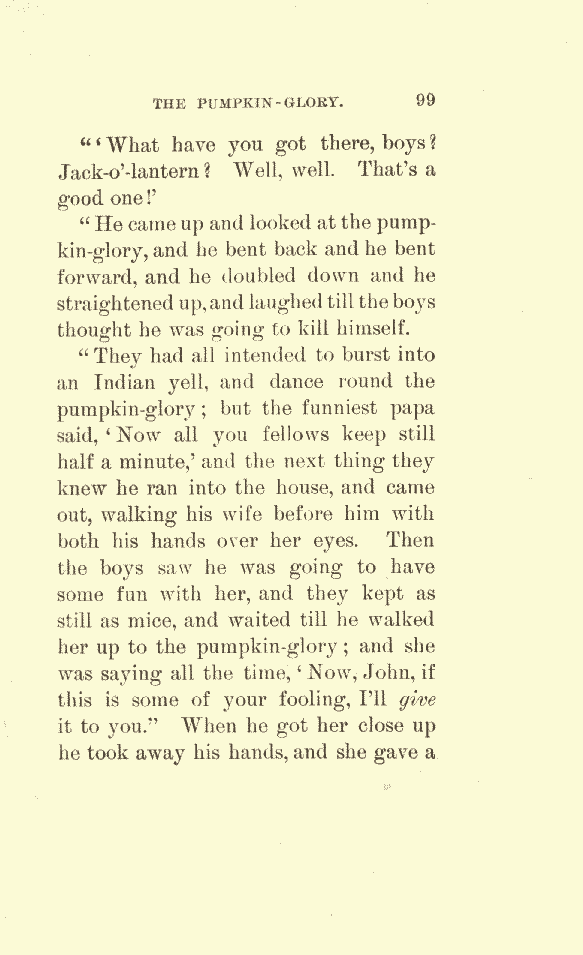 THE PUMPKIN-GLORY. 99
“‘What have you got there, boys?
Jack-o’-lantern? Well, well. That’s a
good one!’
“He came up and looked at the pump-
kin-glory, and he bent back and he bent
forward, and he doubled down and he
straightened up, and laughed till the boys
thought he was going to kill himself.
“They had all intended to burst into
an Indian yell, and dance round the
pumpkin-glory; but the funniest papa
said, ‘Now all you fellows keep still
half a minute,’ and the next thing they
knew he ran into the house, and came
out, walking his wife before him with
both his hands over her eyes. Then
the boys saw he was going to have
some fun with her, and they kept as
still as mice, and waited till he walked
her up to the pumpkin-glory; and she
was saying all the time, ‘Now, John, if
this is some of your fooling, I’ll give
it to you.” When he got her close up
he took away his hands, and she gave a